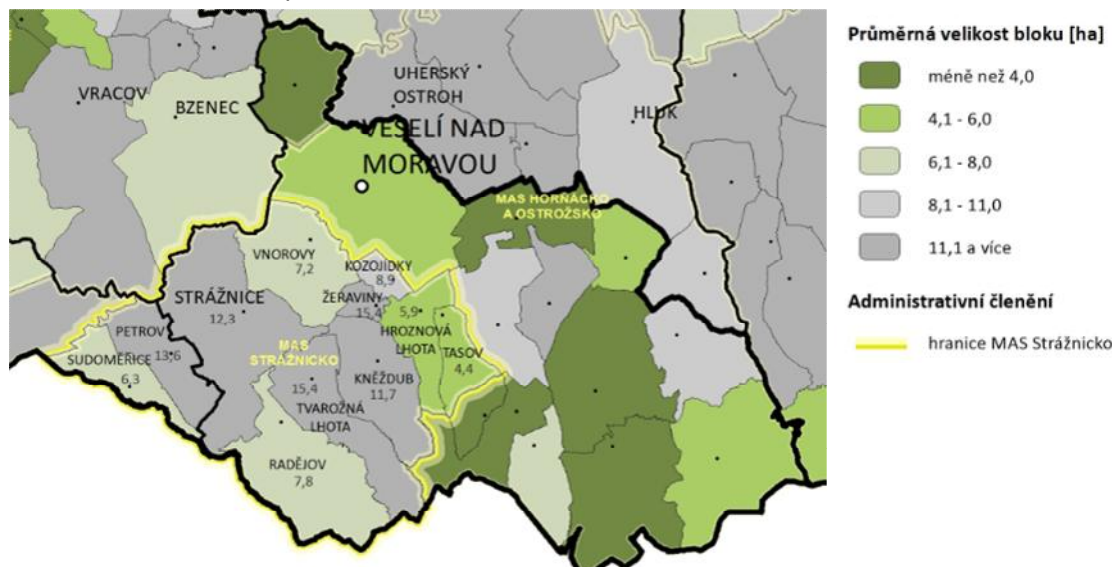 VRACOV
BZENEC
UHERSKÝ
OSTROH
HLUK
VESELÍ NAD
MORAVOU
MAS HORŇÁCKO
A OSTROŽSKO
VNOROVY
7,2
KOZOJÍDKY
8,9
STRÁŽNICE
12,3
ŽERAVINY
15,4
5,9
HROZNOVÁ
LHOTA
TASOV
4,4
PETROV
13,6
SUDOMĚŘICE
6,3
MAS
STRÁŽNICKO
15,4
TVAROŽNÁ
LHOTA
KNĚŽDUB
11,7
RADĚJOV
7,8
Průměrná velikost bloku [ha]
méně než 4,0
4,1 - 6,0
6,1 - 8,0
8,1 - 11,0
11,1 a více
Administrativní členění
hranice MAS Strážnicko